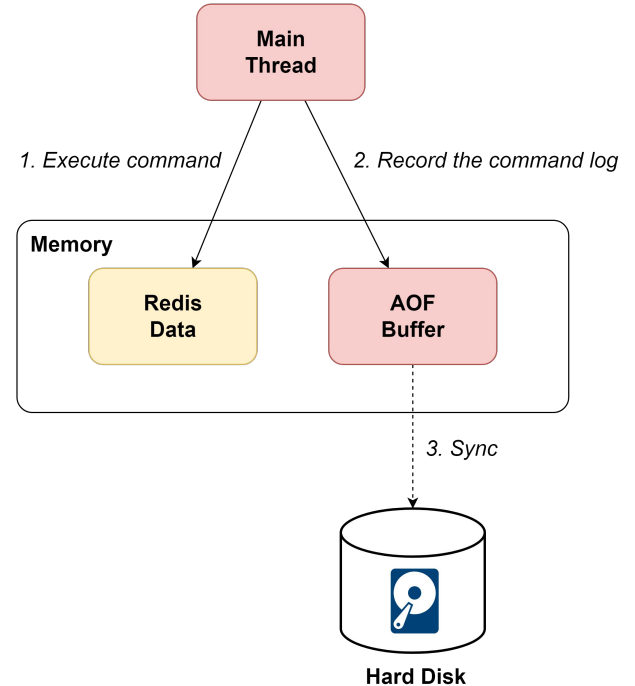 Main
Thread
1. Execute command
2. Record the command log
Memory
Redis
Data
AOF
Buffer
3. Sync
Hard Disk